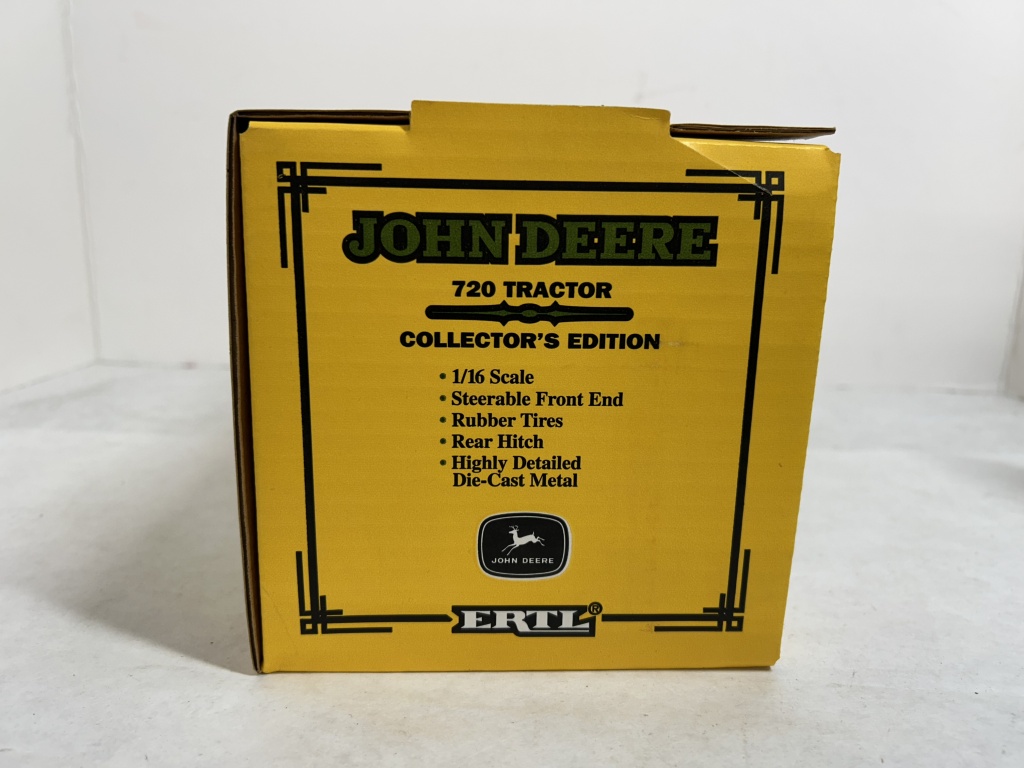 JOHN DEERE
720 TRACTOR
COLLECTOR'S EDITION
• 1/16 Scale
• Steerable Front End
• Rubber Tires
• Rear Hitch
• Highly Detailed
Die-Cast Metal
JOHN DEERE
ERTL®